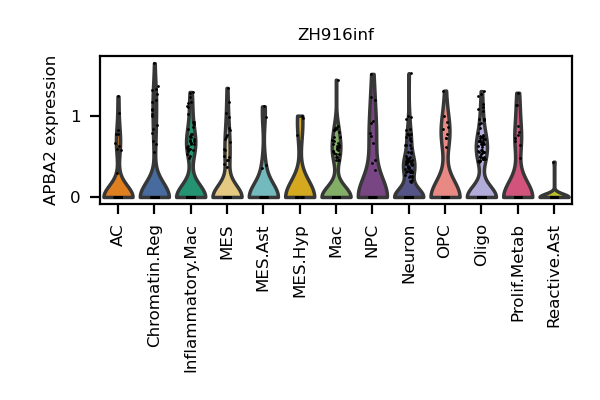 ZH916inf
APBA2 expression
1
0
AC
Chromatin.Reg
Inflammatory.Mac
MES
MES.Ast
MES.Hyp
Mac
NPC
Neuron
OPC
Oligo
Prolif.Metab
Reactive.Ast